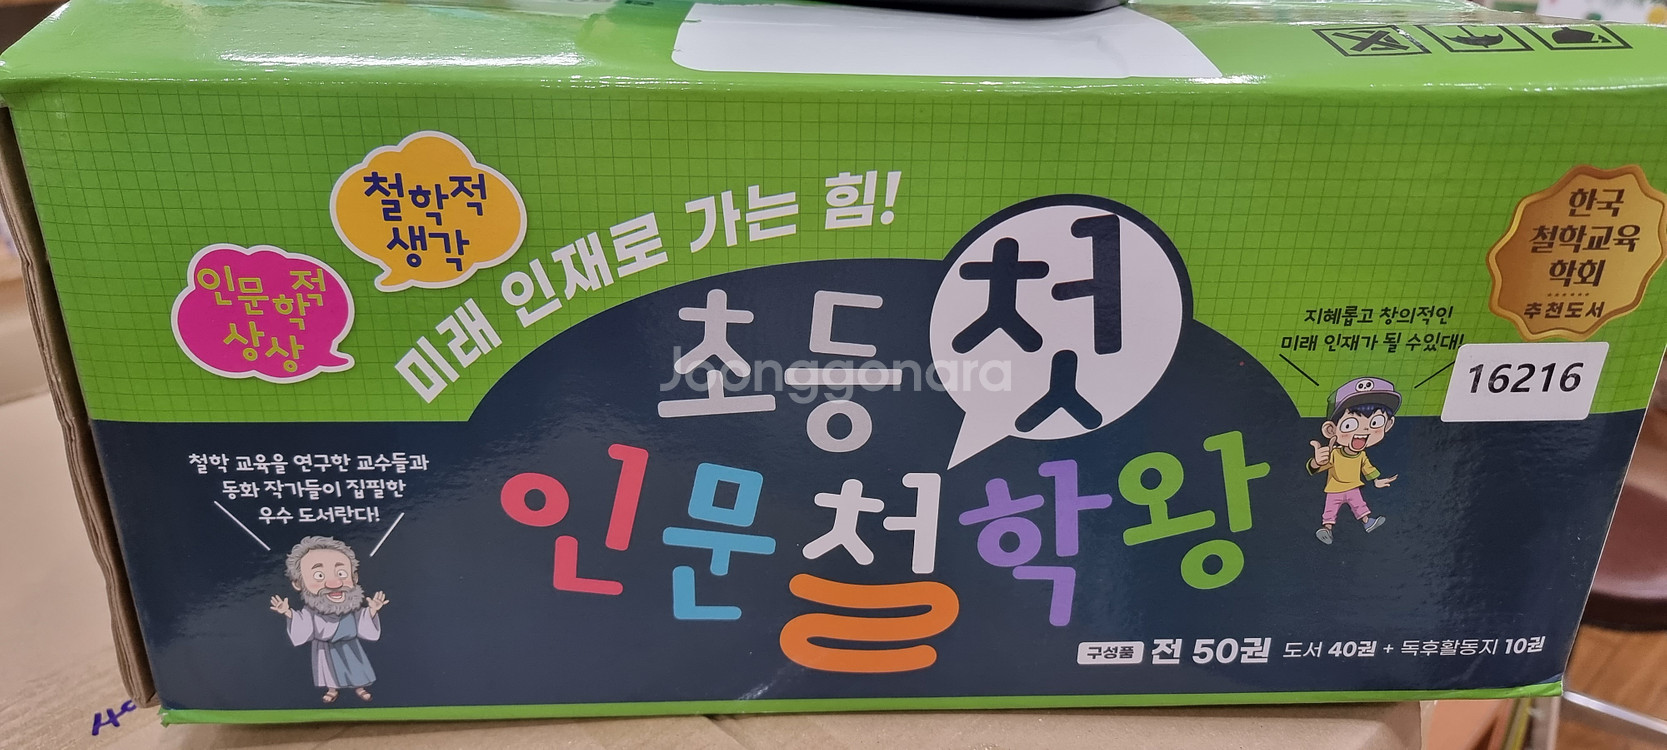 인문학적
상상
철학적
생각
미래 인재로 가는 힘!
초등 첫
인문철학왕
한국
철학교육
학회
추천도서
지혜롭고 창의적인
미래 인재가 될 수있대!
16216
철학 교육을 연구한 교수들과
동화 작가들이 집필한
우수 도서란다!
구성품 전 50권 도서 40권 + 독후활동지 10권
Joonggonara